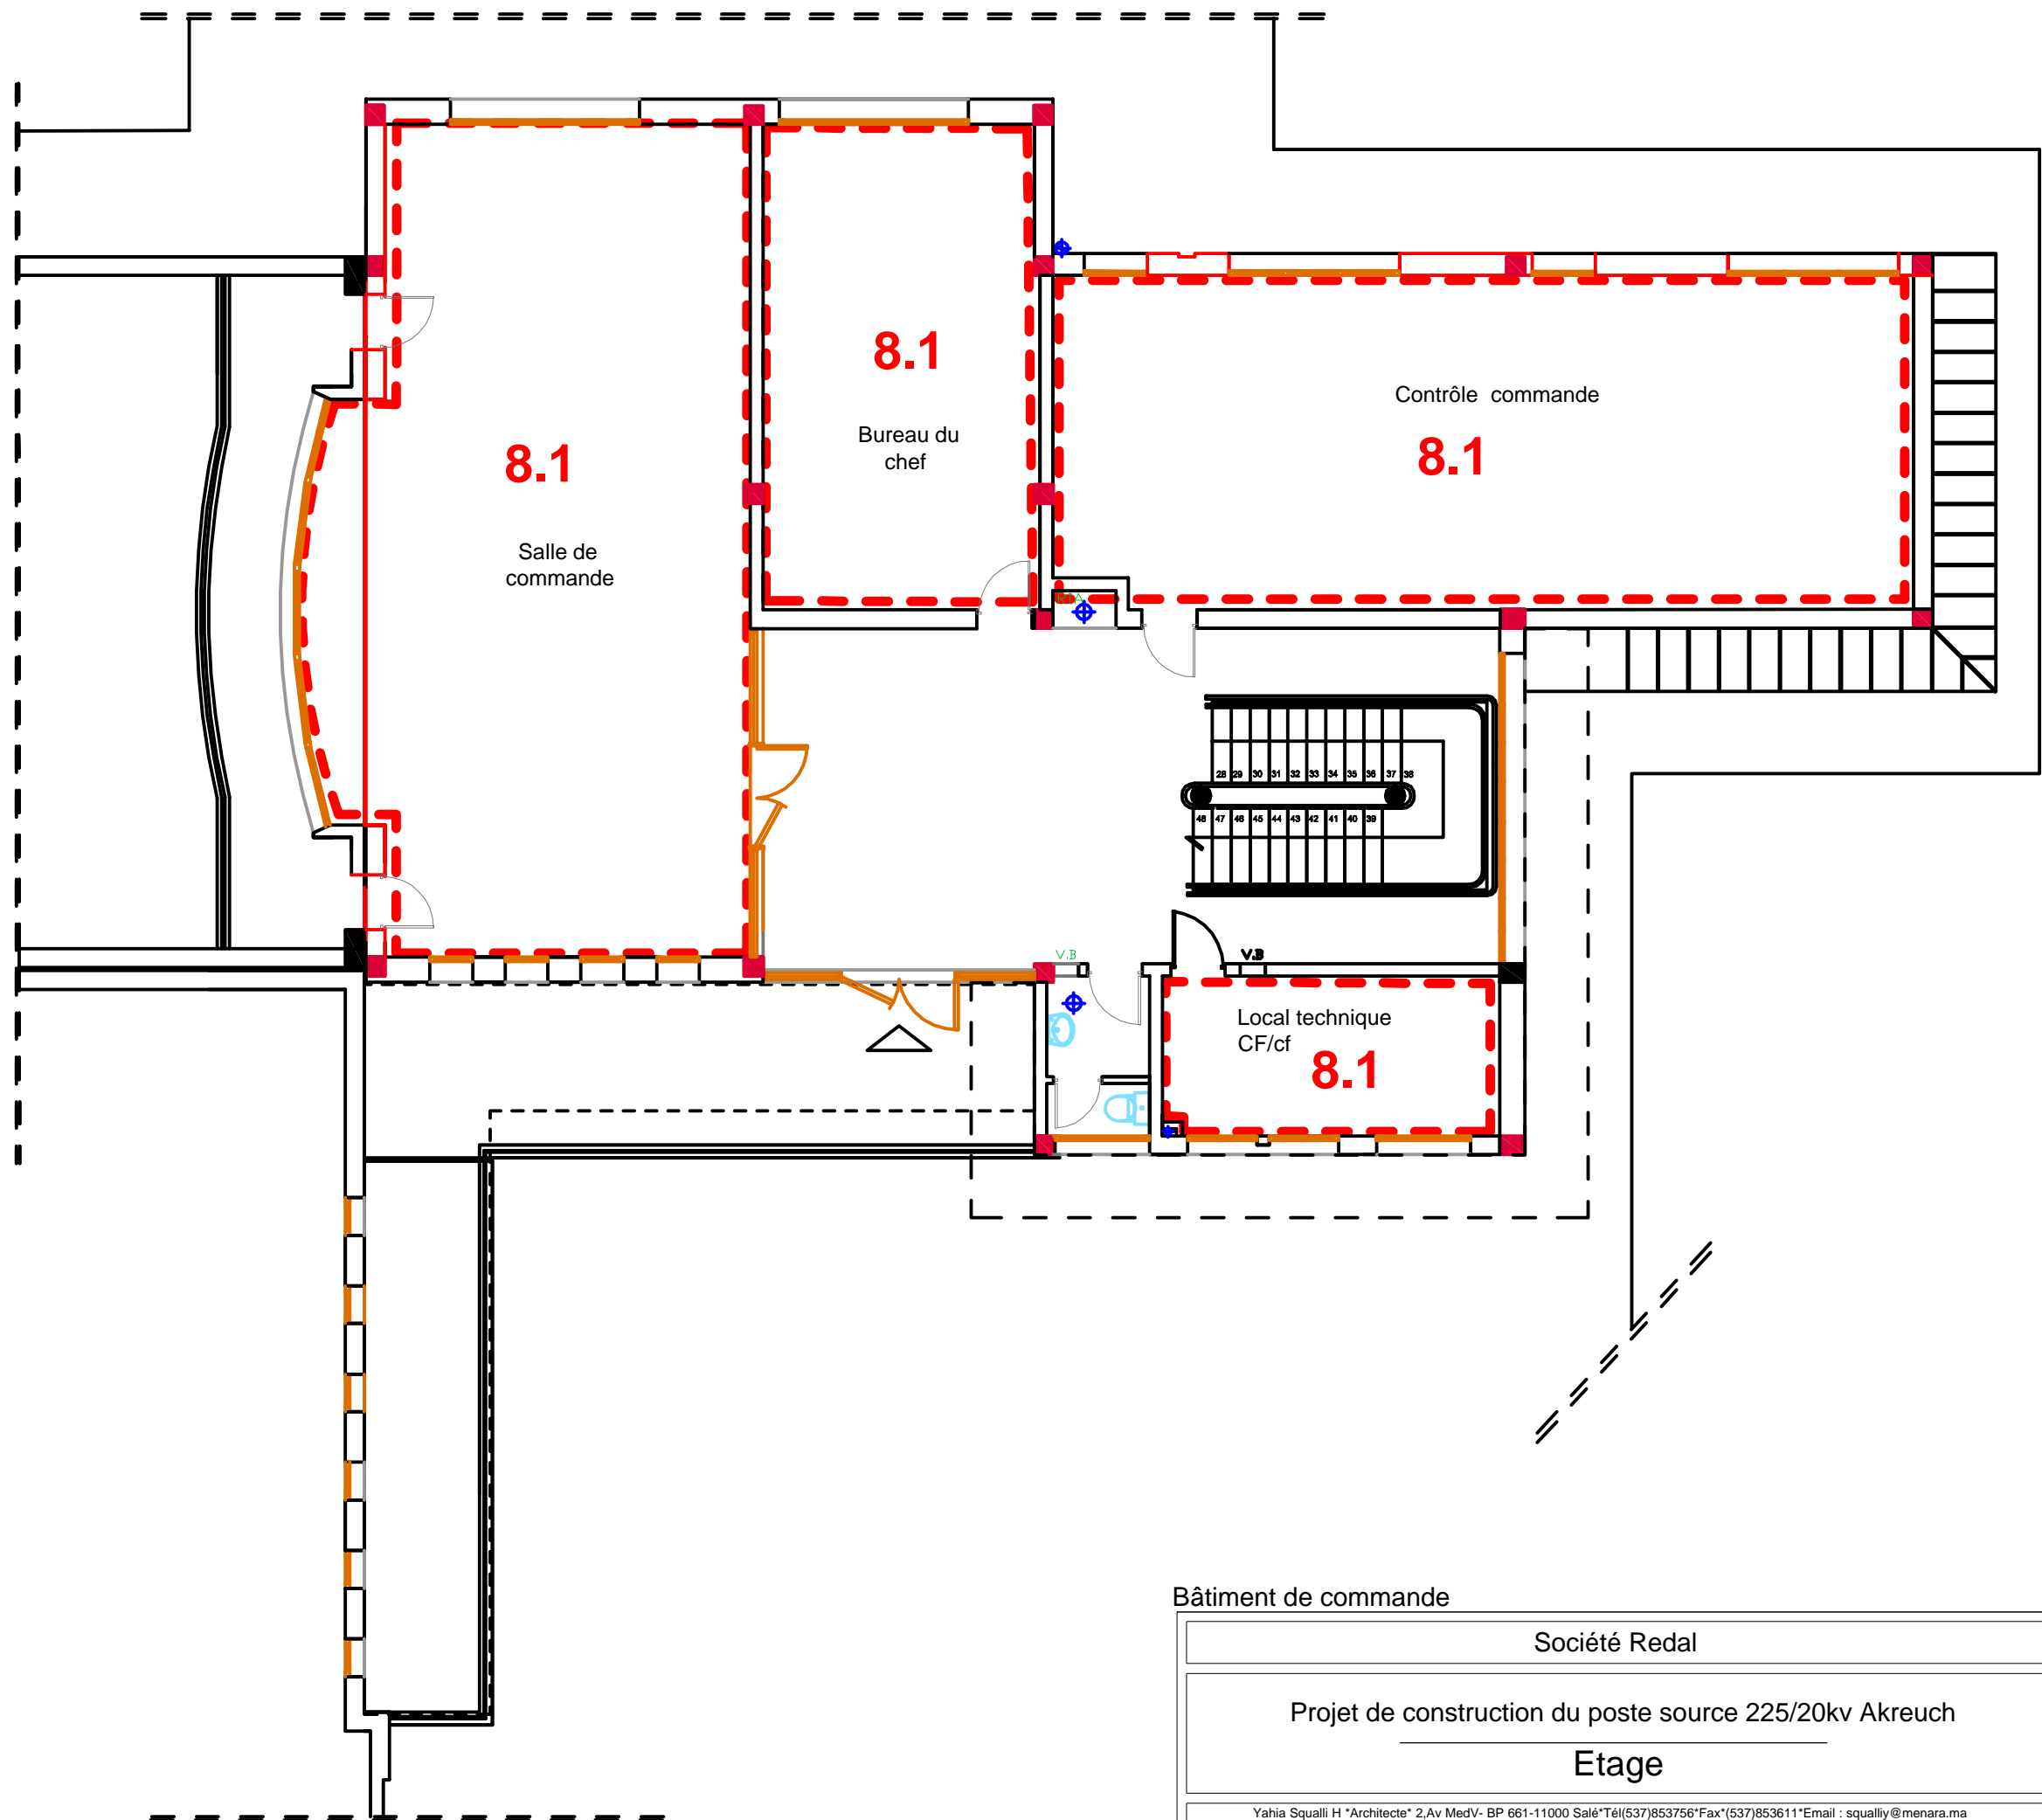 8.1
Bureau du
chef
Contrôle commande
8.1
8.1
Salle de
commande
R.I.A
28 29 30 31 32 33 34 35 36 37 38
48 47 46 45 44 43 42 41 40 39
V.B
V.B
Local technique
CF/cf
8.1
Bâtiment de commande
Société Redal
Projet de construction du poste source 225/20kv Akreuch
Etage
Yahia Squalli H *Architecte* 2,Av MedV- BP 661-11000 Salé*Tél(537)853756*Fax*(537)853611*Email : squalliy@menara.ma